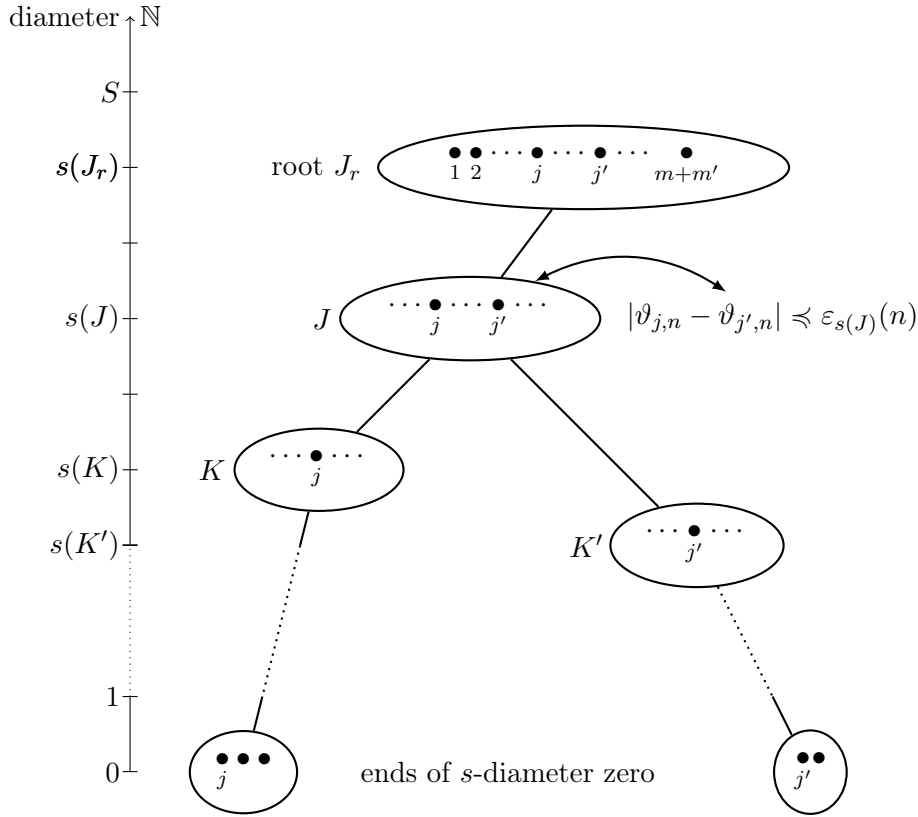 diameter ℕ
S
s(J_r) root J_r 1 2 ··· j ··· j′ ··· m+m′
s(J) J ··· j ··· j′ ··· |ϑ_{j,n} − ϑ_{j′,n}| ≼ ε_{s(J)}(n)
s(K) K ··· j ···
s(K′) K′ ··· j′ ···
1
0 j ends of s-diameter zero j′